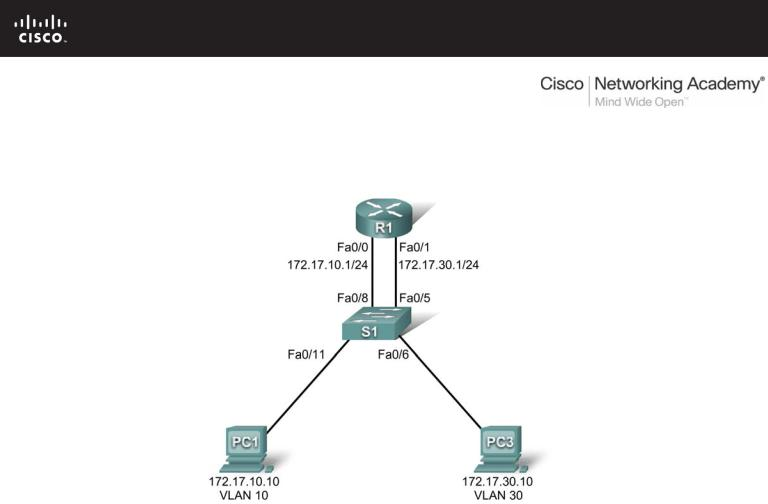 CISCO™
Cisco | Networking Academy®
Mind Wide Open™
R1
Fa0/0
Fa0/1
172.17.10.1/24
172.17.30.1/24
Fa0/8
Fa0/5
S1
Fa0/11
Fa0/6
PC1
PC3
172.17.10.10
VLAN 10
172.17.30.10
VLAN 30